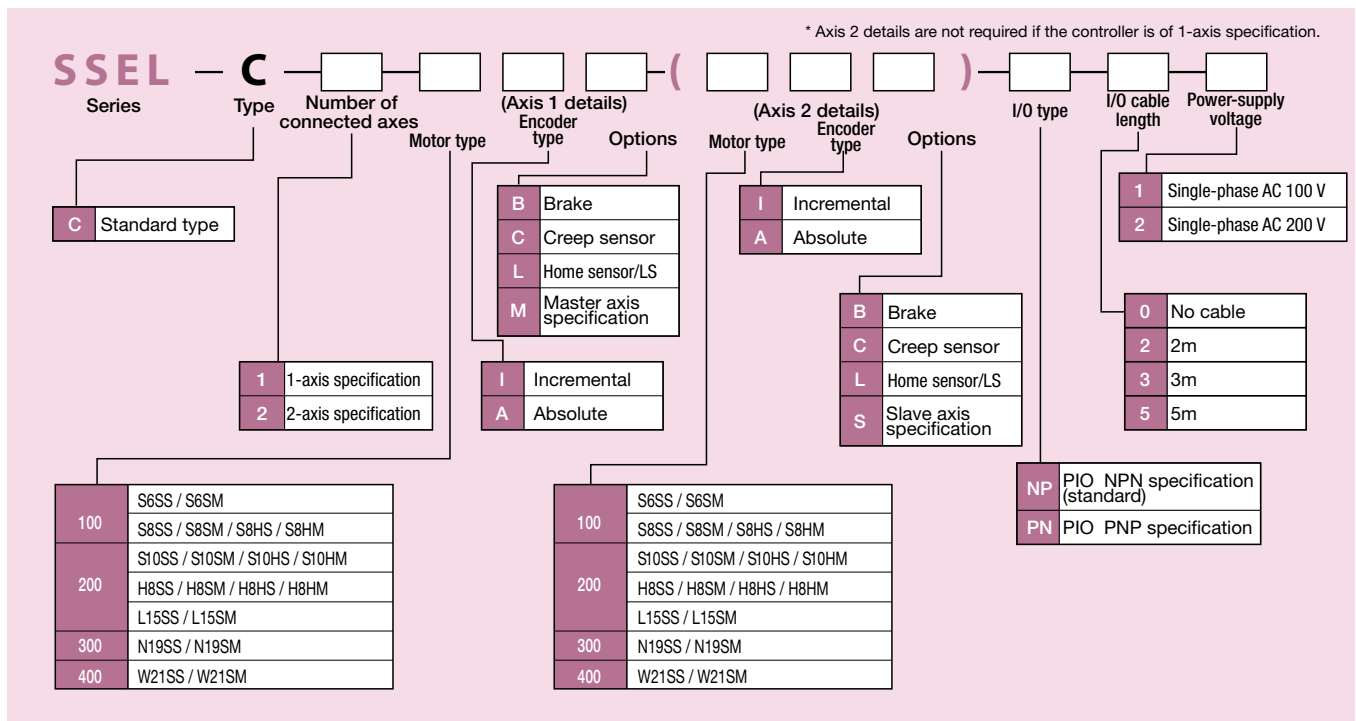 * Axis 2 details are not required if the controller is of 1-axis specification.
SSEL – C – – – ( ) – – –
Series
Type
Number of
connected axes
(Axis 1 details)
Motor type
Encoder
type
Options
(Axis 2 details)
Motor type
Encoder
type
Options
I/O type
I/O cable
length
Power-supply
voltage
C Standard type
1 1-axis specification
2 2-axis specification
100 S6SS / S6SM
S8SS / S8SM / S8HS / S8HM
200 S10SS / S10SM / S10HS / S10HM
H8SS / H8SM / H8HS / H8HM
L15SS / L15SM
300 N19SS / N19SM
400 W21SS / W21SM
I Incremental
A Absolute
B Brake
C Creep sensor
L Home sensor/LS
M Master axis
specification
100 S6SS / S6SM
S8SS / S8SM / S8HS / S8HM
200 S10SS / S10SM / S10HS / S10HM
H8SS / H8SM / H8HS / H8HM
L15SS / L15SM
300 N19SS / N19SM
400 W21SS / W21SM
I Incremental
A Absolute
B Brake
C Creep sensor
L Home sensor/LS
S Slave axis
specification
NP PIO NPN specification
(standard)
PN PIO PNP specification
0 No cable
2 2m
3 3m
5 5m
1 Single-phase AC 100 V
2 Single-phase AC 200 V